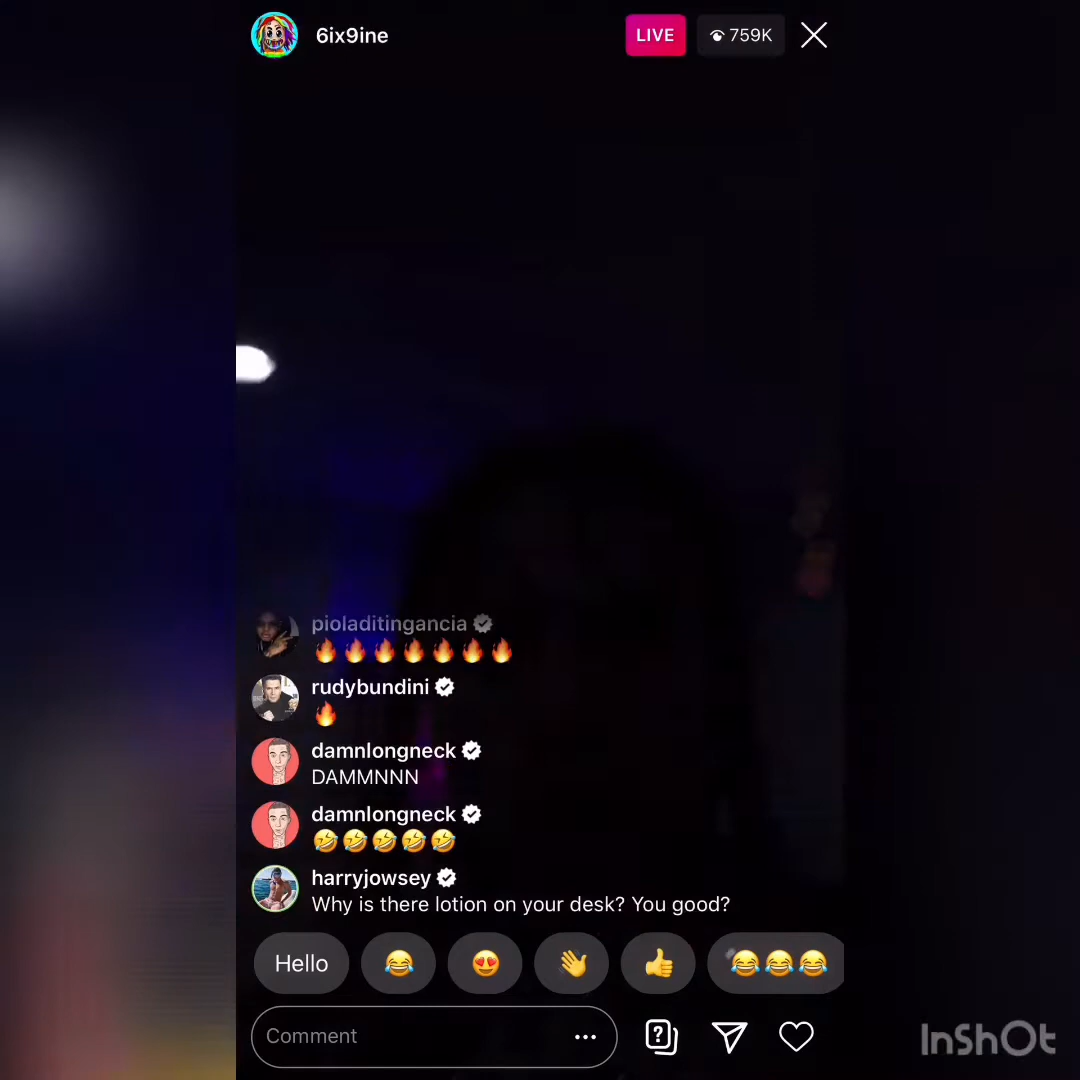 6ix9ine
LIVE
759K
pioladitingancia
🔥🔥🔥🔥🔥🔥🔥
rudybundini
🔥
damnlongneck
DAMMNNN
damnlongneck
🤣🤣🤣🤣🤣
harryjowsey
Why is there lotion on your desk? You good?
Hello 😂 😍 👋 👍 😂😂😂
Comment ...
InShOt